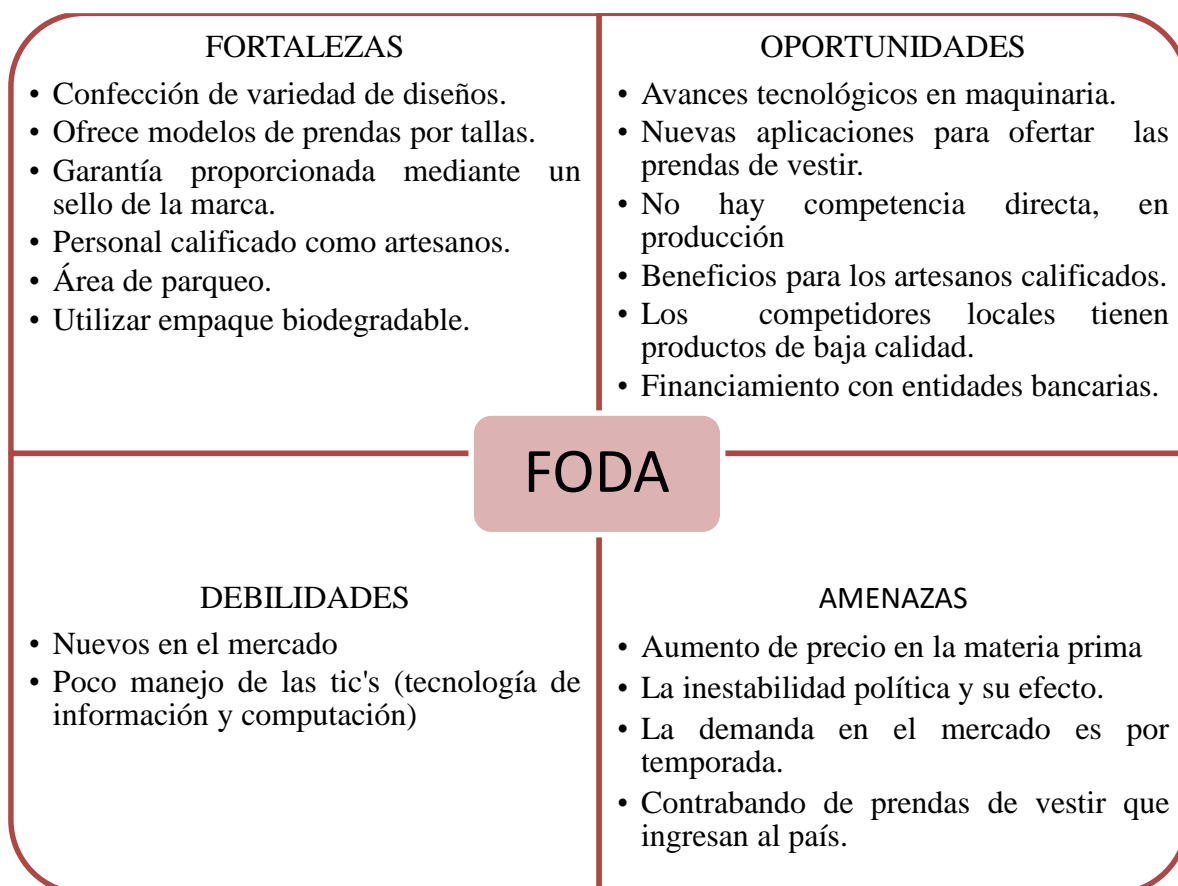 FORTALEZAS
• Confección de variedad de diseños.
• Ofrece modelos de prendas por tallas.
• Garantía proporcionada mediante un
sello de la marca.
• Personal calificado como artesanos.
• Área de parqueo.
• Utilizar empaque biodegradable.
OPORTUNIDADES
• Avances tecnológicos en maquinaria.
• Nuevas aplicaciones para ofertar las
prendas de vestir.
• No hay competencia directa, en
producción
• Beneficios para los artesanos calificados.
• Los competidores locales tienen
productos de baja calidad.
• Financiamiento con entidades bancarias.
FODA
DEBILIDADES
• Nuevos en el mercado
• Poco manejo de las tic's (tecnología de
información y computación)
AMENAZAS
• Aumento de precio en la materia prima
• La inestabilidad política y su efecto.
• La demanda en el mercado es por
temporada.
• Contrabando de prendas de vestir que
ingresan al país.